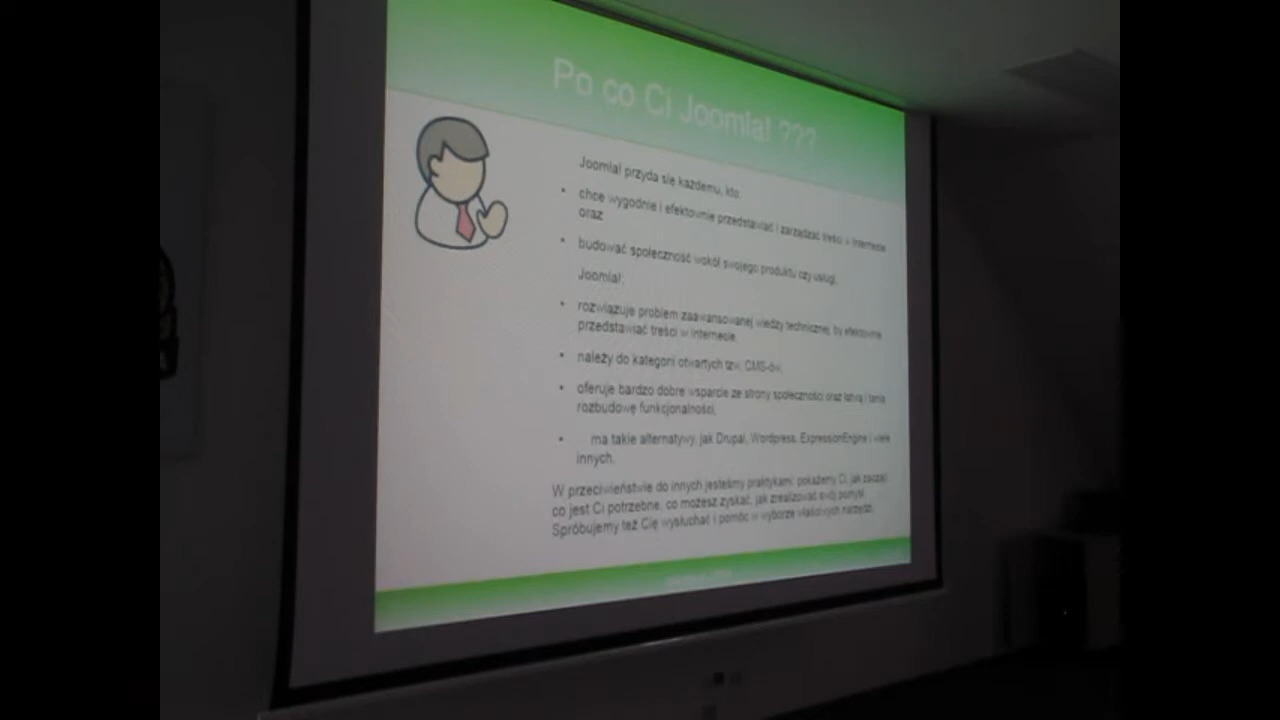 Po co Ci Joomla! ???
Joomla! przyda się każdemu, kto:
• chce wygodnie i efektownie przedstawiać i zarządzać treści w Internecie
oraz
• budować społeczność wokół swojego produktu czy usługi.
Joomla!:
• rozwiązuje problem zaawansowanej wiedzy technicznej, by efektownie
przedstawiać treści w Internecie,
• należy do kategorii otwartych tzw. CMS-ów,
• oferuje bardzo dobre wsparcie ze strony społeczności oraz łatwą i tanią
rozbudowę funkcjonalności,
• ma takie alternatywy, jak Drupal, Wordpress, ExpressionEngine i wiele
innych.
W przeciwieństwie do innych jesteśmy praktykami: pokażemy Ci, jak zacząć,
co jest Ci potrzebne, co możesz zyskać, jak zrealizować swój pomysł.
Spróbujemy też Cię wysłuchać i pomóc w wyborze właściwych narzędzi.